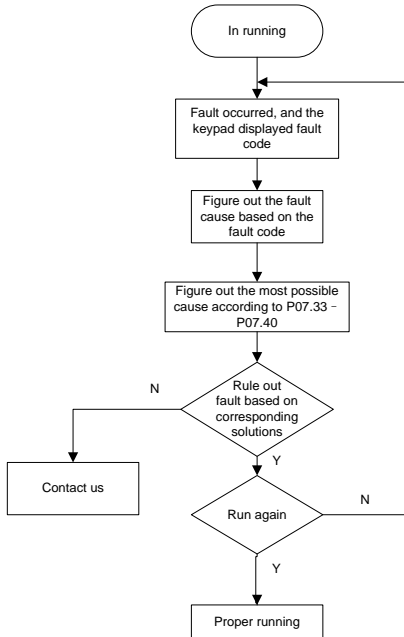 In running
Fault occurred, and the
keypad displayed fault
code
Figure out the fault
cause based on the
fault code
Figure out the most possible
cause according to P07.33 -
P07.40
N
Rule out
fault based on
corresponding
solutions
Y
Contact us
Run again
N
Y
Proper running